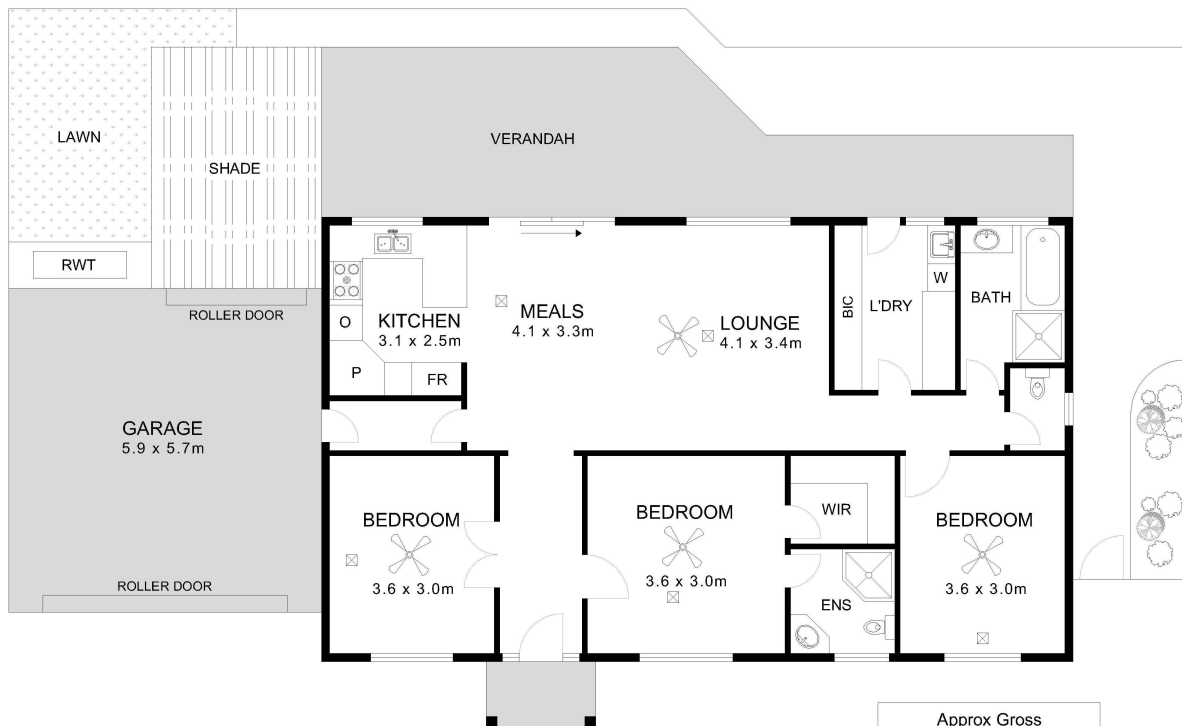 LAWN
SHADE
VERANDAH
RWT
ROLLER DOOR
O
P
KITCHEN
3.1 x 2.5m
FR
MEALS
4.1 x 3.3m
LOUNGE
4.1 x 3.4m
BIC
L'DRY
W
BATH
GARAGE
5.9 x 5.7m
ROLLER DOOR
BEDROOM
3.6 x 3.0m
BEDROOM
3.6 x 3.0m
WIR
ENS
BEDROOM
3.6 x 3.0m
Approx Gross